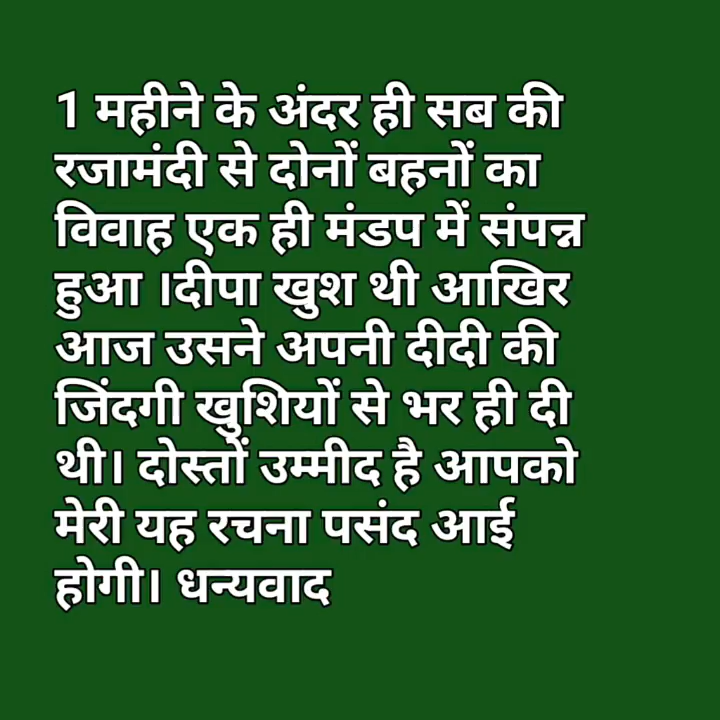 1 महीने के अंदर ही सब की
रजामंदी से दोनों बहनों का
विवाह एक ही मंडप में संपन्न
हुआ ।दीपा खुश थी आखिर
आज उसने अपनी दीदी की
जिंदगी खुशियों से भर ही दी
थी। दोस्तों उम्मीद है आपको
मेरी यह रचना पसंद आई
होगी। धन्यवाद